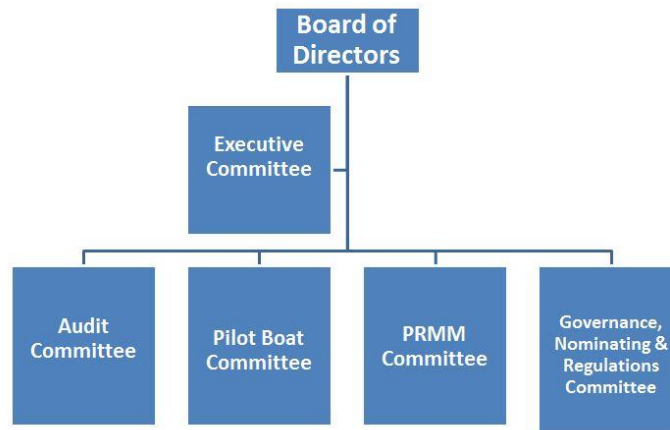 Board of
Directors
Executive
Committee
Audit
Committee
Pilot Boat
Committee
PRMM
Committee
Governance,
Nominating &
Regulations
Committee